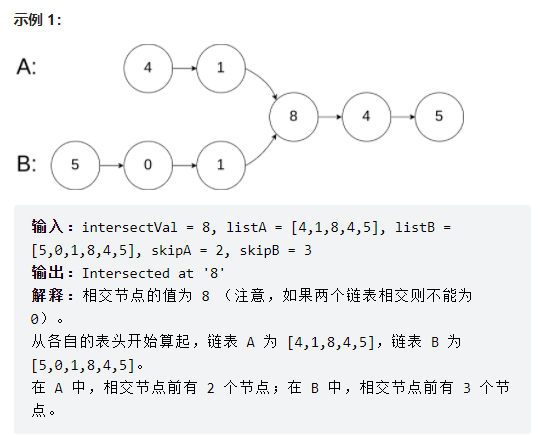 示例 1：
A: 4 1
8 4 5
B: 5 0 1
输入：intersectVal = 8, listA = [4,1,8,4,5], listB =
[5,0,1,8,4,5], skipA = 2, skipB = 3
输出：Intersected at '8'
解释：相交节点的值为 8 （注意，如果两个链表相交则不能为
0）。
从各自的表头开始算起，链表 A 为 [4,1,8,4,5]，链表 B 为
[5,0,1,8,4,5]。
在 A 中，相交节点前有 2 个节点；在 B 中，相交节点前有 3 个节
点。